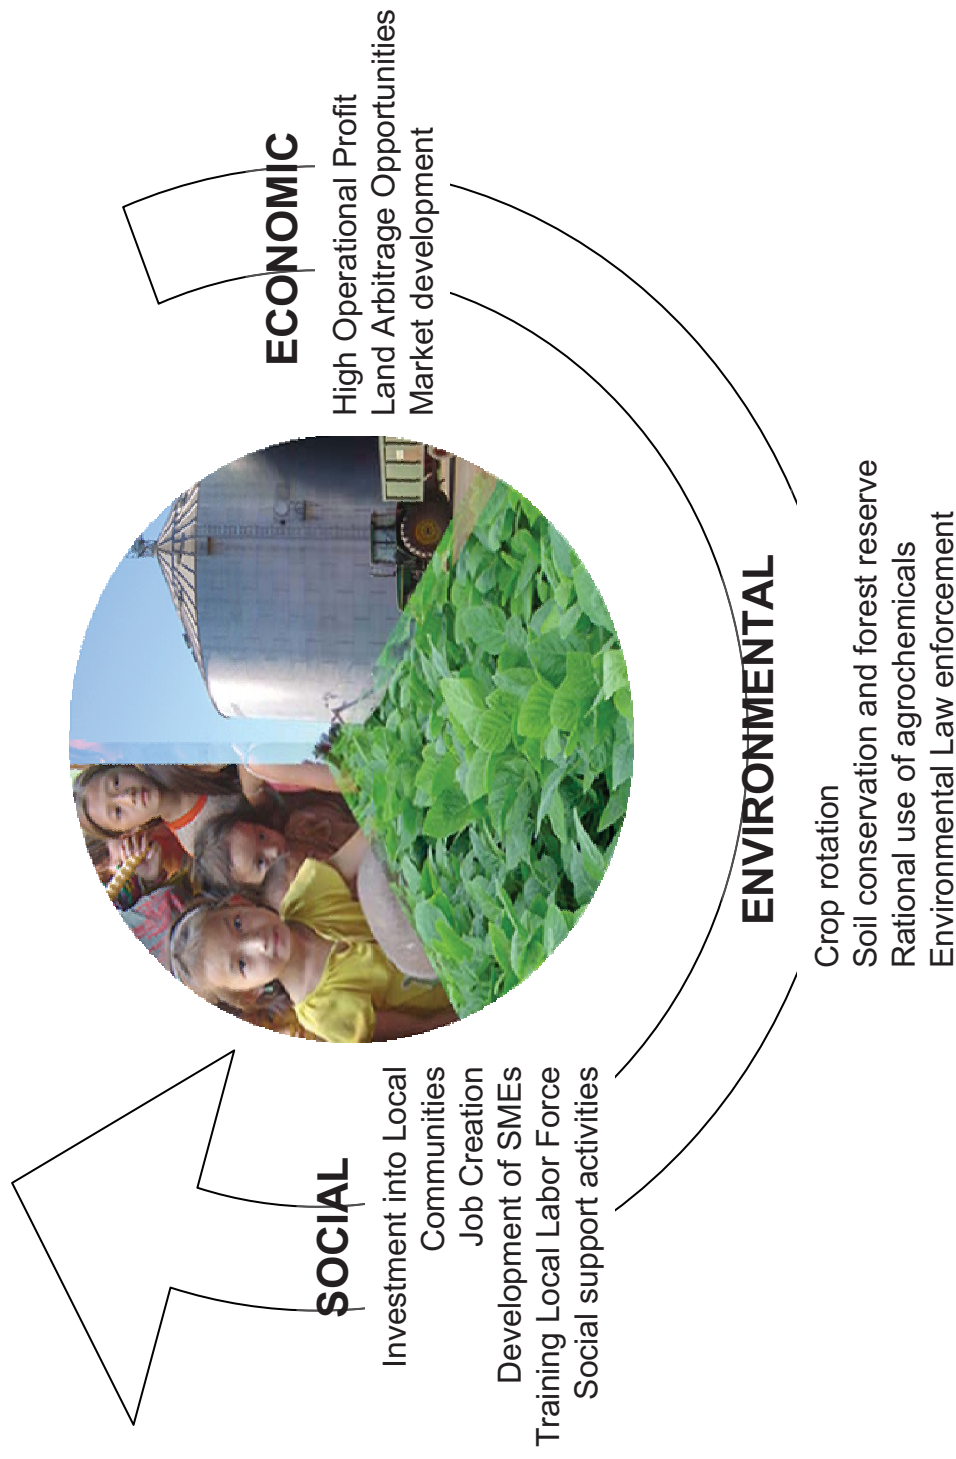 ECONOMIC
High Operational Profit
Land Arbitrage Opportunities
Market development
ENVIRONMENTAL
Crop rotation
Soil conservation and forest reserve
Rational use of agrochemicals
Environmental Law enforcement
SOCIAL
Investment into Local
Communities
Job Creation
Development of SMEs
Training Local Labor Force
Social support activities